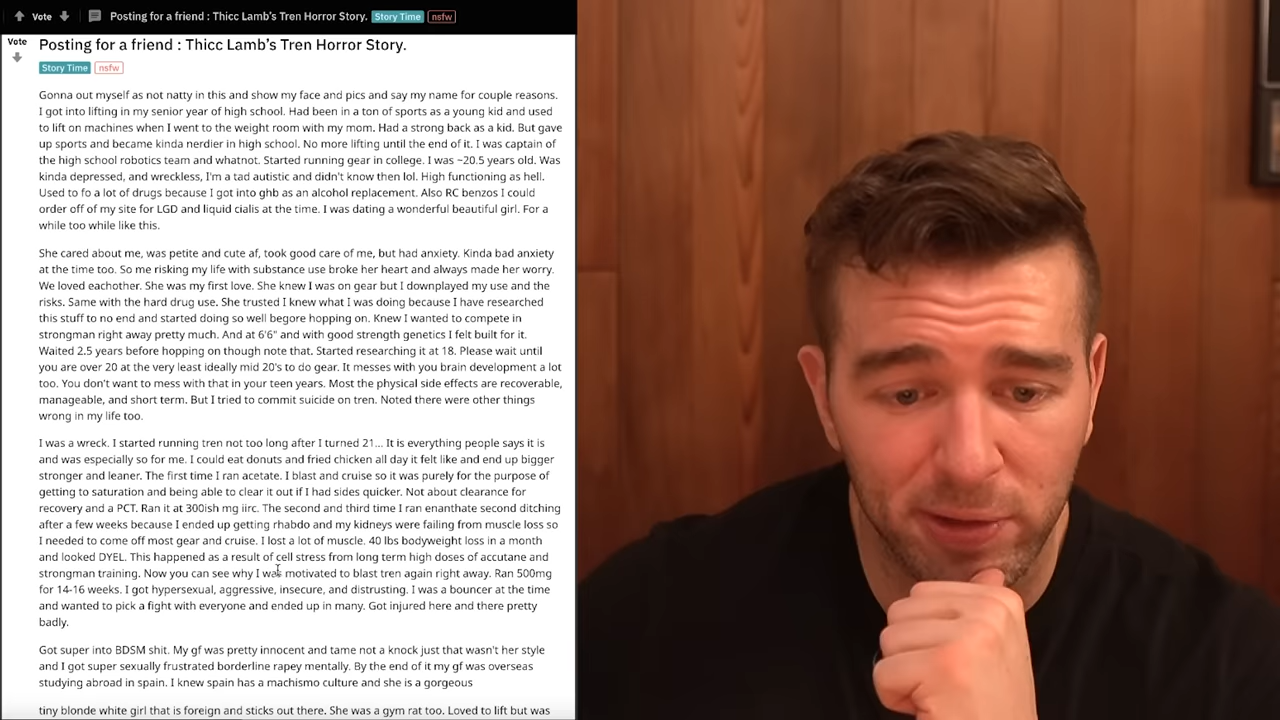 Vote Posting for a friend : Thicc Lamb's Tren Horror Story. Story Time nsfw
Vote
Posting for a friend : Thicc Lamb's Tren Horror Story.
Story Time nsfw
Gonna out myself as not natty in this and show my face and pics and say my name for couple reasons.
I got into lifting in my senior year of high school. Had been in a ton of sports as a young kid and used
to lift on machines when I went to the weight room with my mom. Had a strong back as a kid. But gave
up sports and became kinda nerdier in high school. No more lifting until the end of it. I was captain of
the high school robotics team and whatnot. Started running gear in college. I was ~20.5 years old. Was
kinda depressed, and wreckless, I'm a tad autistic and didn't know then lol. High functioning as hell.
Used to fo a lot of drugs because I got into ghb as an alcohol replacement. Also RC benzos I could
order off of my site for LGD and liquid cialis at the time. I was dating a wonderful beautiful girl. For a
while too while like this.
She cared about me, was petite and cute af, took good care of me, but had anxiety. Kinda bad anxiety
at the time too. So me risking my life with substance use broke her heart and always made her worry.
We loved eachother. She was my first love. She knew I was on gear but I downplayed my use and the
risks. Same with the hard drug use. She trusted I knew what I was doing because I have researched
this stuff to no end and started doing so well begore hopping on. Knew I wanted to compete in
strongman right away pretty much. And at 6'6" and with good strength genetics I felt built for it.
Waited 2.5 years before hopping on though note that. Started researching it at 18. Please wait until
you are over 20 at the very least ideally mid 20's to do gear. It messes with you brain development a lot
too. You don't want to mess with that in your teen years. Most the physical side effects are recoverable,
manageable, and short term. But I tried to commit suicide on tren. Noted there were other things
wrong in my life too.
I was a wreck. I started running tren not too long after I turned 21... It is everything people says it is
and was especially so for me. I could eat donuts and fried chicken all day it felt like and end up bigger
stronger and leaner. The first time I ran acetate. I blast and cruise so it was purely for the purpose of
getting to saturation and being able to clear it out if I had sides quicker. Not about clearance for
recovery and a PCT. Ran it at 300ish mg iirc. The second and third time I ran enanthate second ditching
after a few weeks because I ended up getting rhabdo and my kidneys were failing from muscle loss so
I needed to come off most gear and cruise. I lost a lot of muscle. 40 lbs bodyweight loss in a month
and looked DYEL. This happened as a result of cell stress from long term high doses of accutane and
strongman training. Now you can see why I was motivated to blast tren again right away. Ran 500mg
for 14-16 weeks. I got hypersexual, aggressive, insecure, and distrusting. I was a bouncer at the time
and wanted to pick a fight with everyone and ended up in many. Got injured here and there pretty
badly.
Got super into BDSM shit. My gf was pretty innocent and tame not a knock just that wasn't her style
and I got super sexually frustrated borderline rapey mentally. By the end of it my gf was overseas
studying abroad in spain. I knew spain has a machismo culture and she is a gorgeous
tiny blonde white girl that is foreign and sticks out there. She was a gym rat too. Loved to lift but was